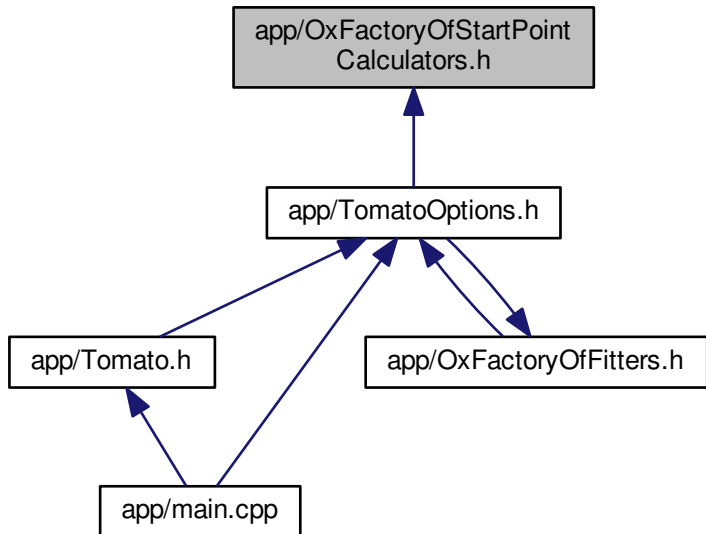 app/OxFactoryOfStartPoint
Calculators.h
app/TomatoOptions.h
app/Tomato.h
app/OxFactoryOfFitters.h
app/main.cpp